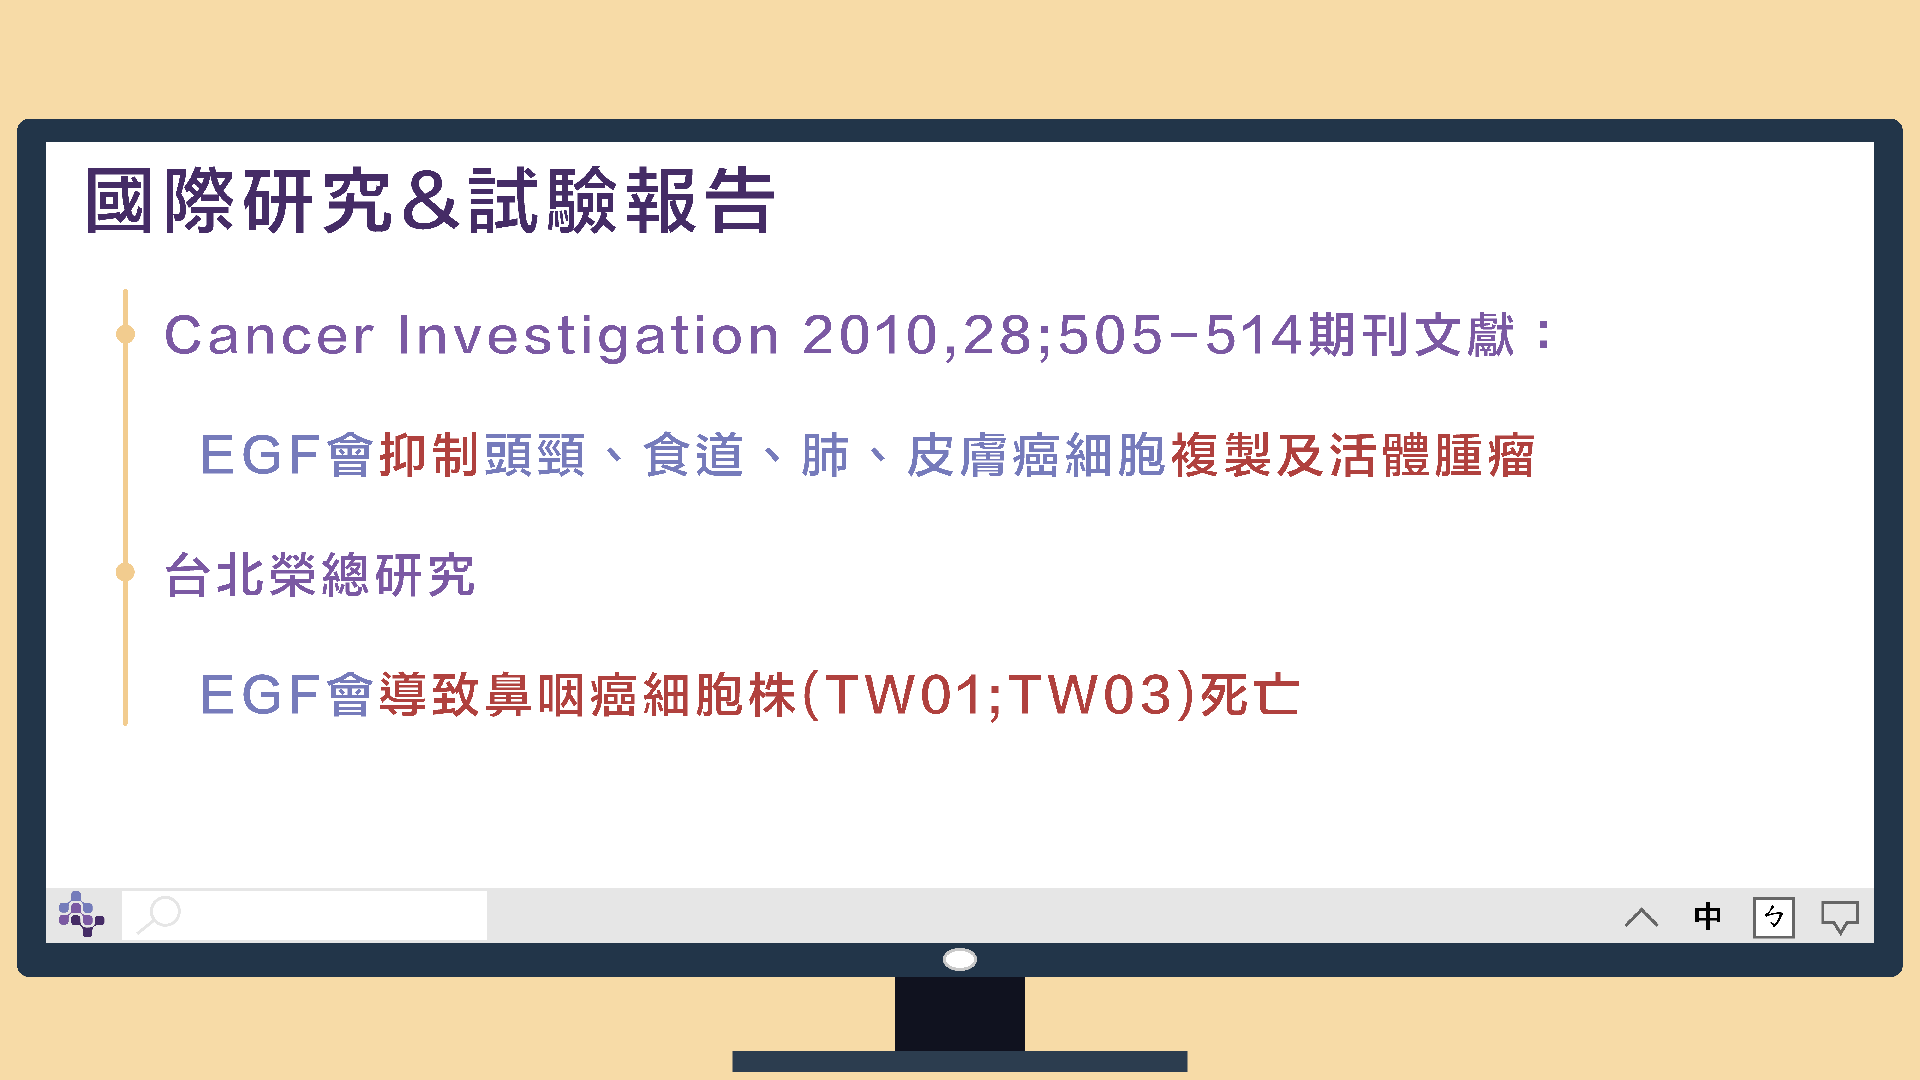 國際研究&試驗報告
Cancer Investigation 2010,28;505-514期刊文獻：
EGF會抑制頭頸、食道、肺、皮膚癌細胞複製及活體腫瘤
台北榮總研究
EGF會導致鼻咽癌細胞株(TW01;TW03)死亡
中 ㄅ